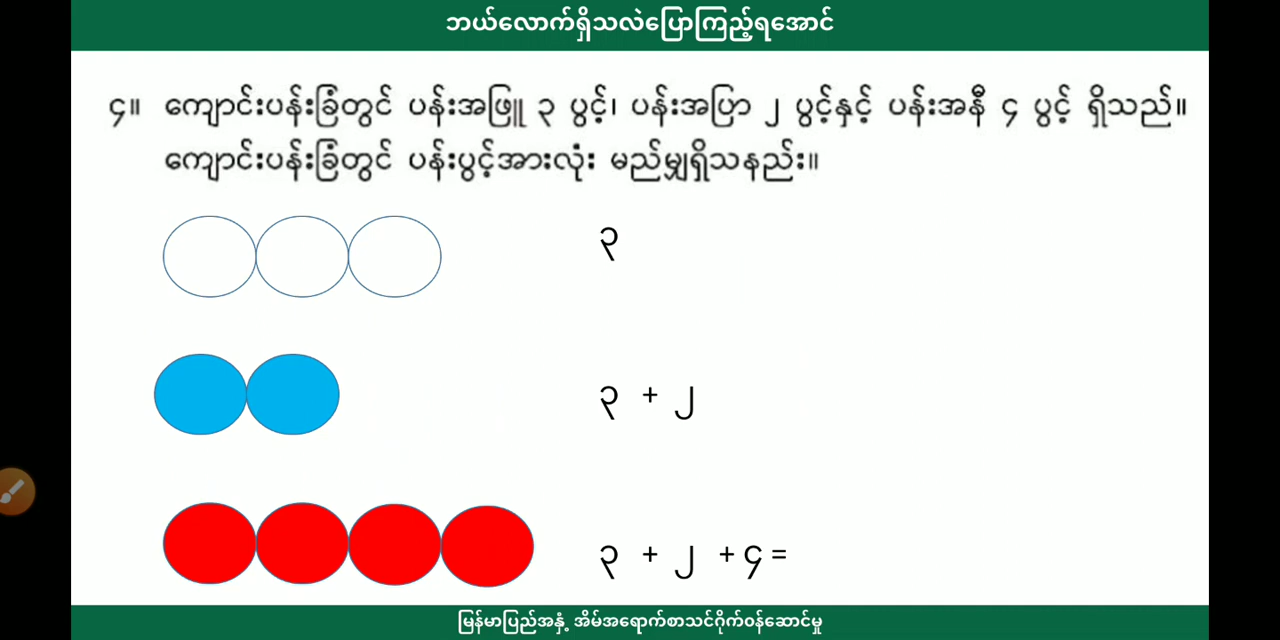 ဘယ်လောက်ရှိသလဲပြောကြည့်ရအောင်
၄။ ကျောင်းပန်းခြံတွင် ပန်းအဖြူ ၃ ပွင့်၊ ပန်းအပြာ ၂ ပွင့်နှင့် ပန်းအနီ ၄ ပွင့် ရှိသည်။
ကျောင်းပန်းခြံတွင် ပန်းပွင့်အားလုံး မည်မျှရှိသနည်း။
၃
၃ + ၂
၃ + ၂ + ၄ =
မြန်မာပြည်အနှံ့ အိမ်အရောက်စာသင်ဂိုက်ဝန်ဆောင်မှု